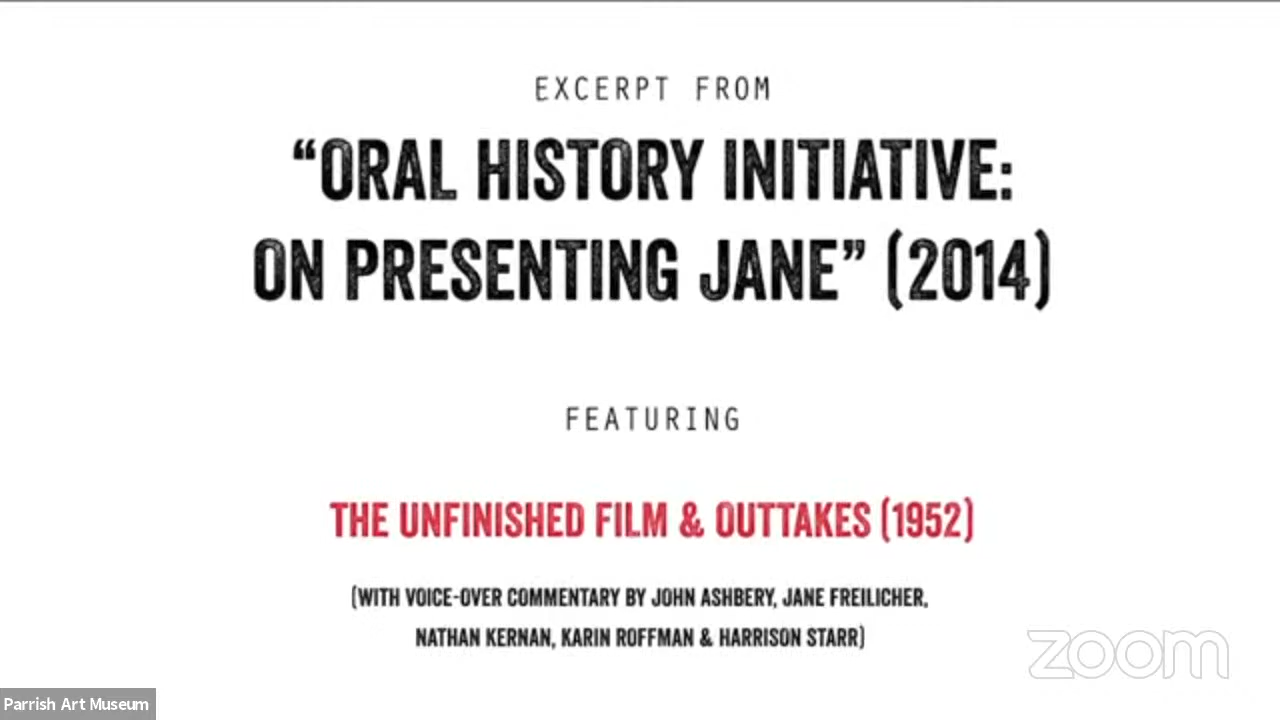 EXCERPT FROM
“ORAL HISTORY INITIATIVE:
ON PRESENTING JANE” (2014)
FEATURING
THE UNFINISHED FILM & OUTTAKES (1952)
(WITH VOICE-OVER COMMENTARY BY JOHN ASHBERY, JANE FREILICHER,
NATHAN KERNAN, KARIN ROFFMAN & HARRISON STARR)
zoom
Parrish Art Museum